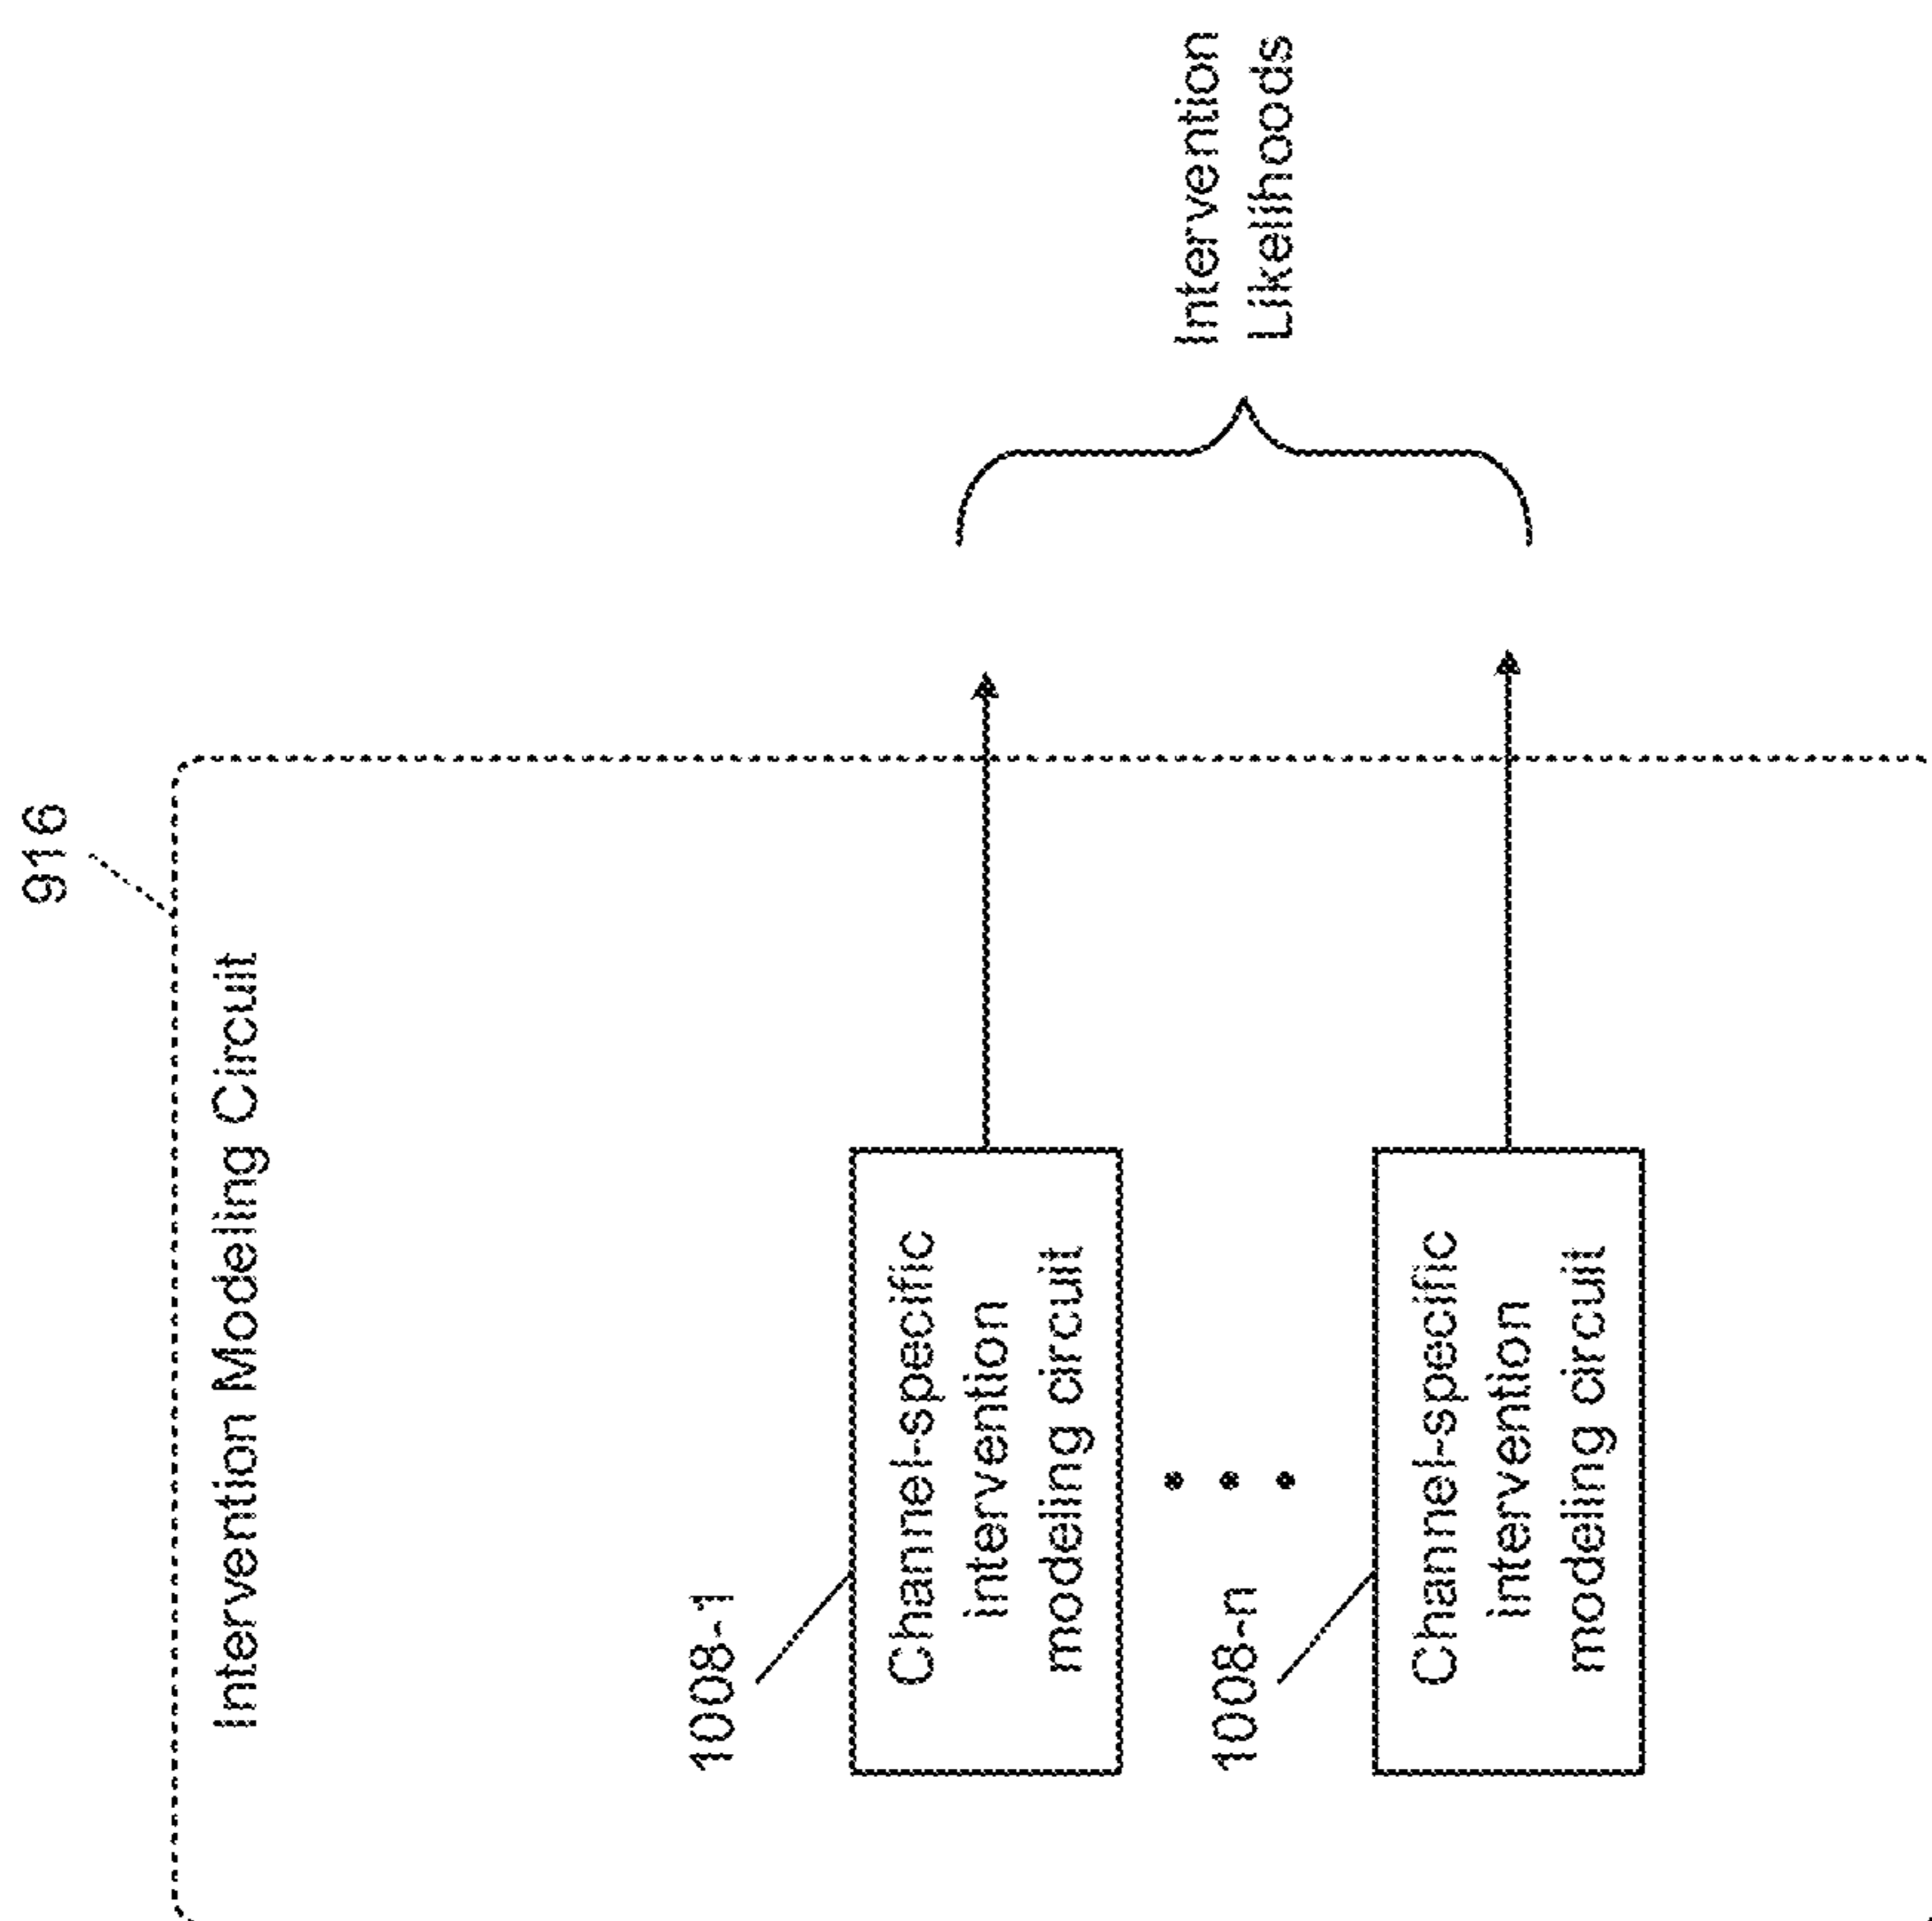 916
Intervention Modeling Circuit
1008-1
Channel-specific
intervention
modeling circuit
1008-n
Channel-specific
intervention
modeling circuit
Intervention
Likelihoods